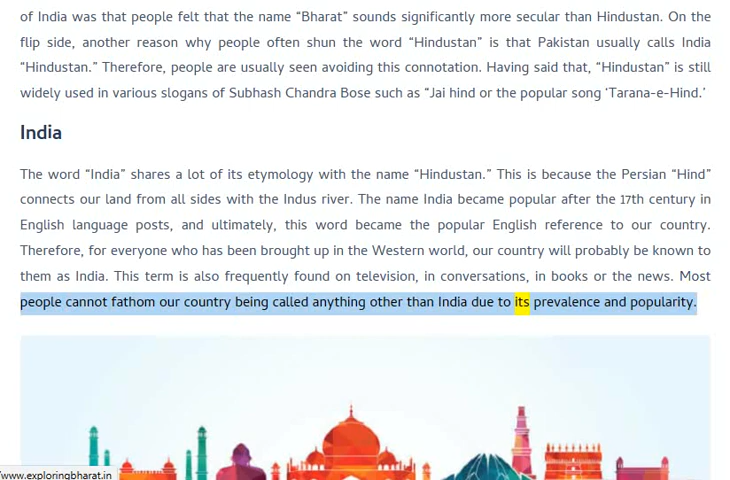 of India was that people felt that the name “Bharat” sounds significantly more secular than Hindustan. On the
flip side, another reason why people often shun the word “Hindustan” is that Pakistan usually calls India
“Hindustan.” Therefore, people are usually seen avoiding this connotation. Having said that, “Hindustan” is still
widely used in various slogans of Subhash Chandra Bose such as “Jai hind or the popular song ‘Tarana-e-Hind.’
India
The word “India” shares a lot of its etymology with the name “Hindustan.” This is because the Persian “Hind”
connects our land from all sides with the Indus river. The name India became popular after the 17th century in
English language posts, and ultimately, this word became the popular English reference to our country.
Therefore, for everyone who has been brought up in the Western world, our country will probably be known to
them as India. This term is also frequently found on television, in conversations, in books or the news. Most
people cannot fathom our country being called anything other than India due to its prevalence and popularity.
/www.exploringbharat.in